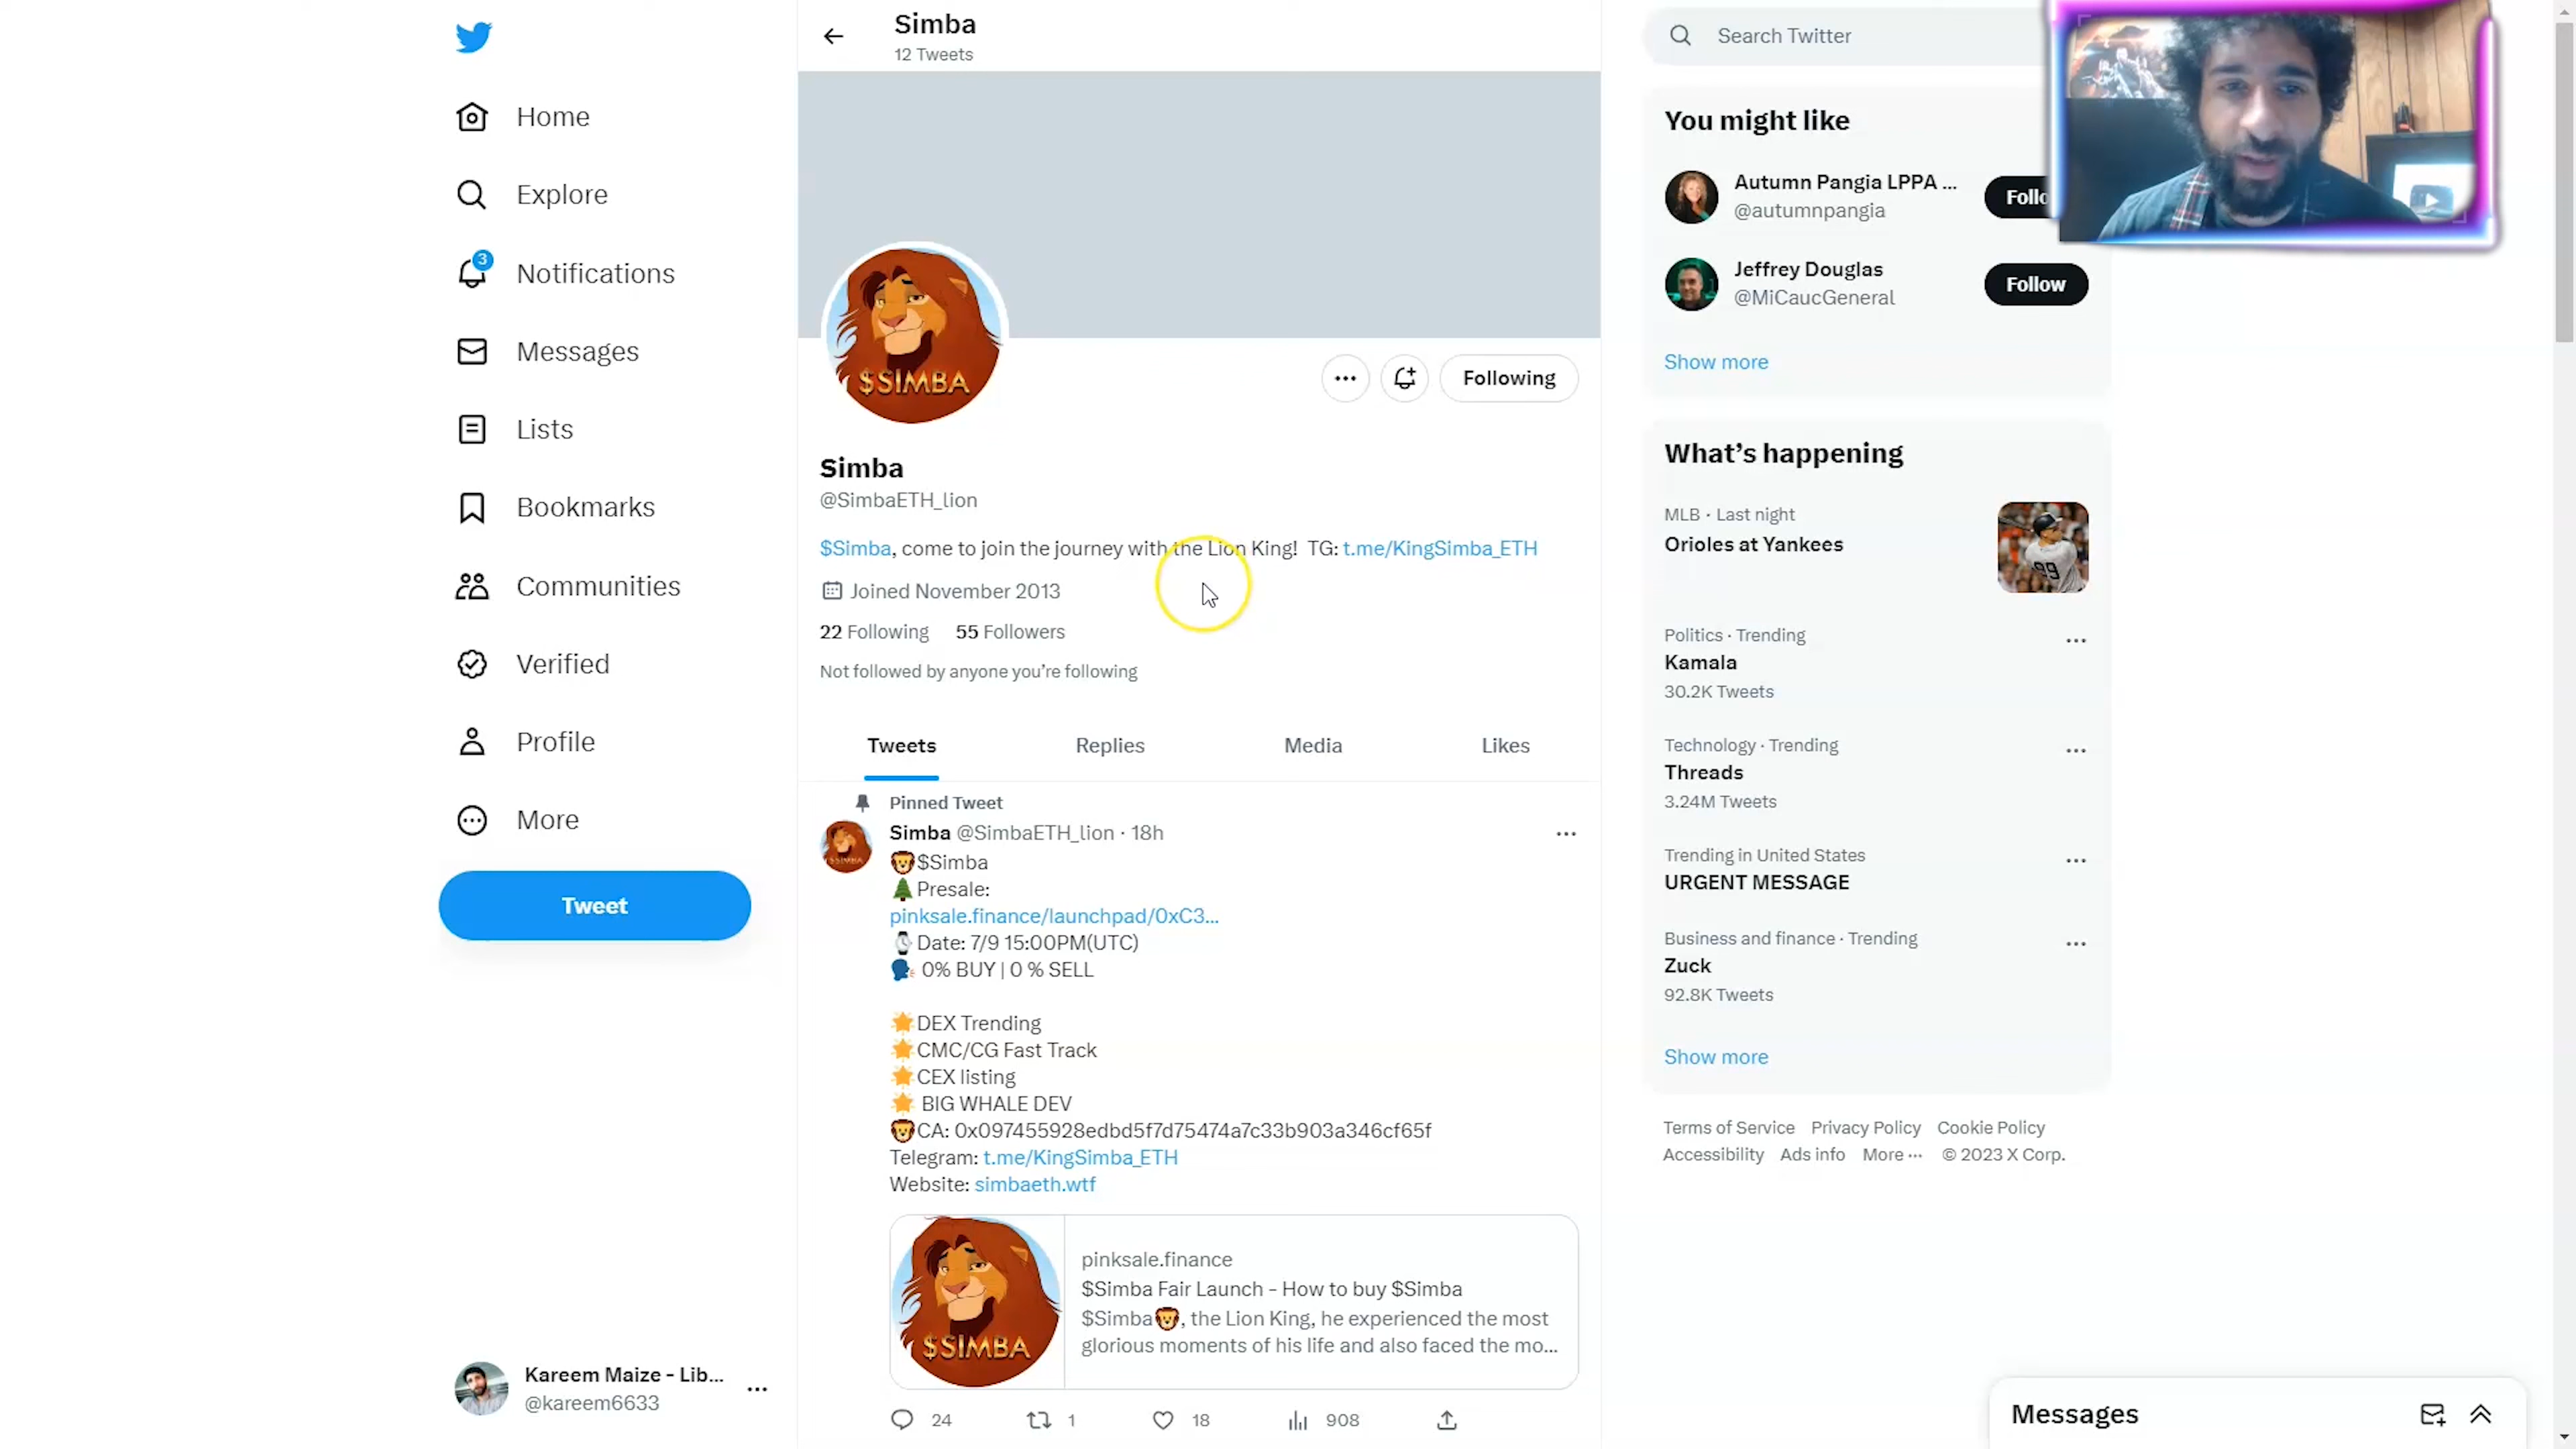 Home
Explore
3
Notifications
Messages
Lists
Bookmarks
Communities
Verified
Profile
More
Tweet
Kareem Maize - Lib...
@kareem6633
Simba
12 Tweets
$SIMBA
Following
Simba
@SimbaETH_lion
$Simba, come to join the journey with the Lion King! TG: t.me/KingSimba_ETH
Joined November 2013
22 Following 55 Followers
Not followed by anyone you're following
Tweets Replies Media Likes
Pinned Tweet
Simba @SimbaETH_lion · 18h
🦁$Simba
🌲Presale:
pinksale.finance/launchpad/0xC3...
⌚Date: 7/9 15:00PM(UTC)
🗣 0% BUY | 0 % SELL
🌟DEX Trending
🌟CMC/CG Fast Track
🌟CEX listing
🌟 BIG WHALE DEV
🦁CA: 0x097455928edbd5f7d75474a7c33b903a346cf65f
Telegram: t.me/KingSimba_ETH
Website: simbaeth.wtf
$SIMBA
pinksale.finance
$Simba Fair Launch - How to buy $Simba
$Simba🦁, the Lion King, he experienced the most
glorious moments of his life and also faced the mo...
24 1 18 908
Search Twitter
You might like
Autumn Pangia LPPA ...
@autumnpangia
Jeffrey Douglas
@MiCaucGeneral
Follow
Show more
What's happening
MLB · Last night
Orioles at Yankees
99
Politics · Trending
Kamala
30.2K Tweets
Technology · Trending
Threads
3.24M Tweets
Trending in United States
URGENT MESSAGE
Business and finance · Trending
Zuck
92.8K Tweets
Show more
Terms of Service Privacy Policy Cookie Policy
Accessibility Ads info More ··· © 2023 X Corp.
Messages